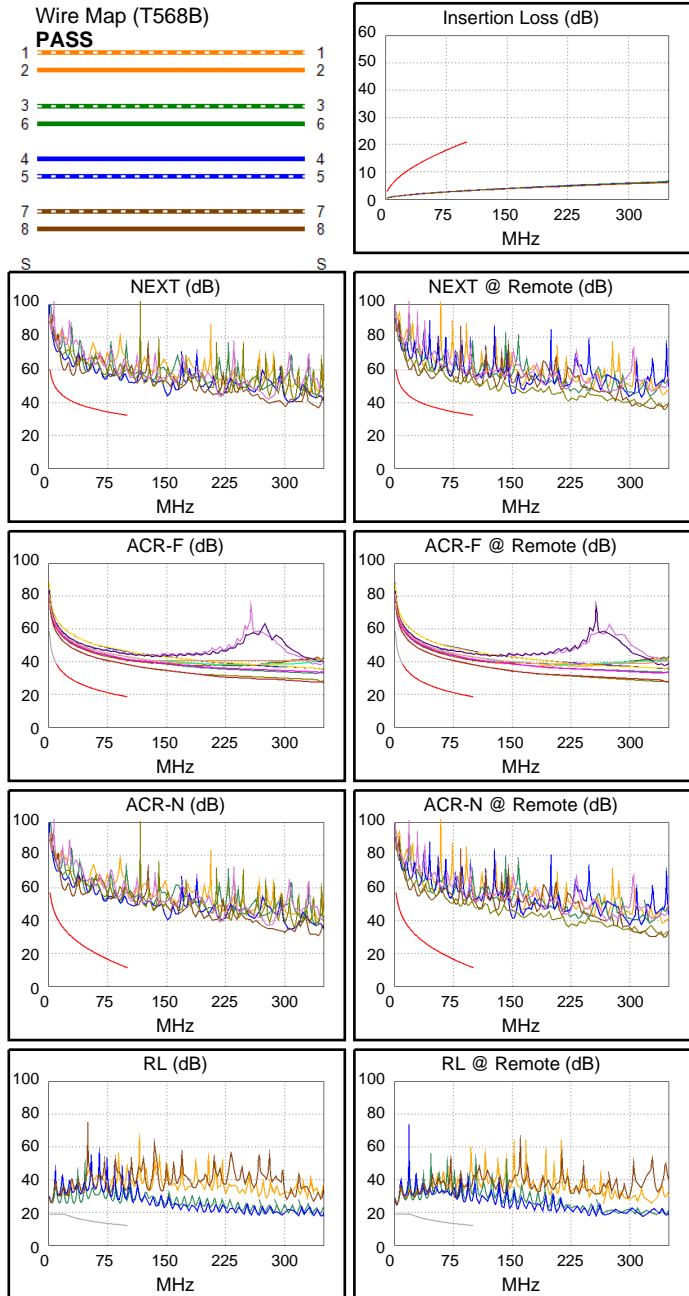 Wire Map (T568B)
PASS
1 1
2 2
3 3
6 6
4 4
5 5
7 7
8 8
S S
Insertion Loss (dB)
60
50
40
30
20
10
0
0 75 150 225 300
MHz
NEXT (dB)
100
80
60
40
20
0
0 75 150 225 300
MHz
NEXT @ Remote (dB)
100
80
60
40
20
0
0 75 150 225 300
MHz
ACR-F (dB)
100
80
60
40
20
0
0 75 150 225 300
MHz
ACR-F @ Remote (dB)
100
80
60
40
20
0
0 75 150 225 300
MHz
ACR-N (dB)
100
80
60
40
20
0
0 75 150 225 300
MHz
ACR-N @ Remote (dB)
100
80
60
40
20
0
0 75 150 225 300
MHz
RL (dB)
100
80
60
40
20
0
0 75 150 225 300
MHz
RL @ Remote (dB)
100
80
60
40
20
0
0 75 150 225 300
MHz